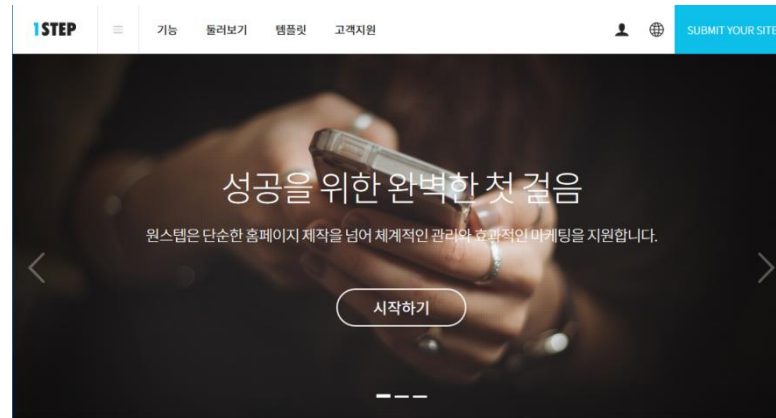 1STEP
기능
둘러보기
템플릿
고객지원
SUBMIT YOUR SITE
성공을 위한 완벽한 첫 걸음
원스텝은 단순한 홈페이지 제작을 넘어 체계적인 관리와 효과적인 마케팅을 지원합니다.
시작하기